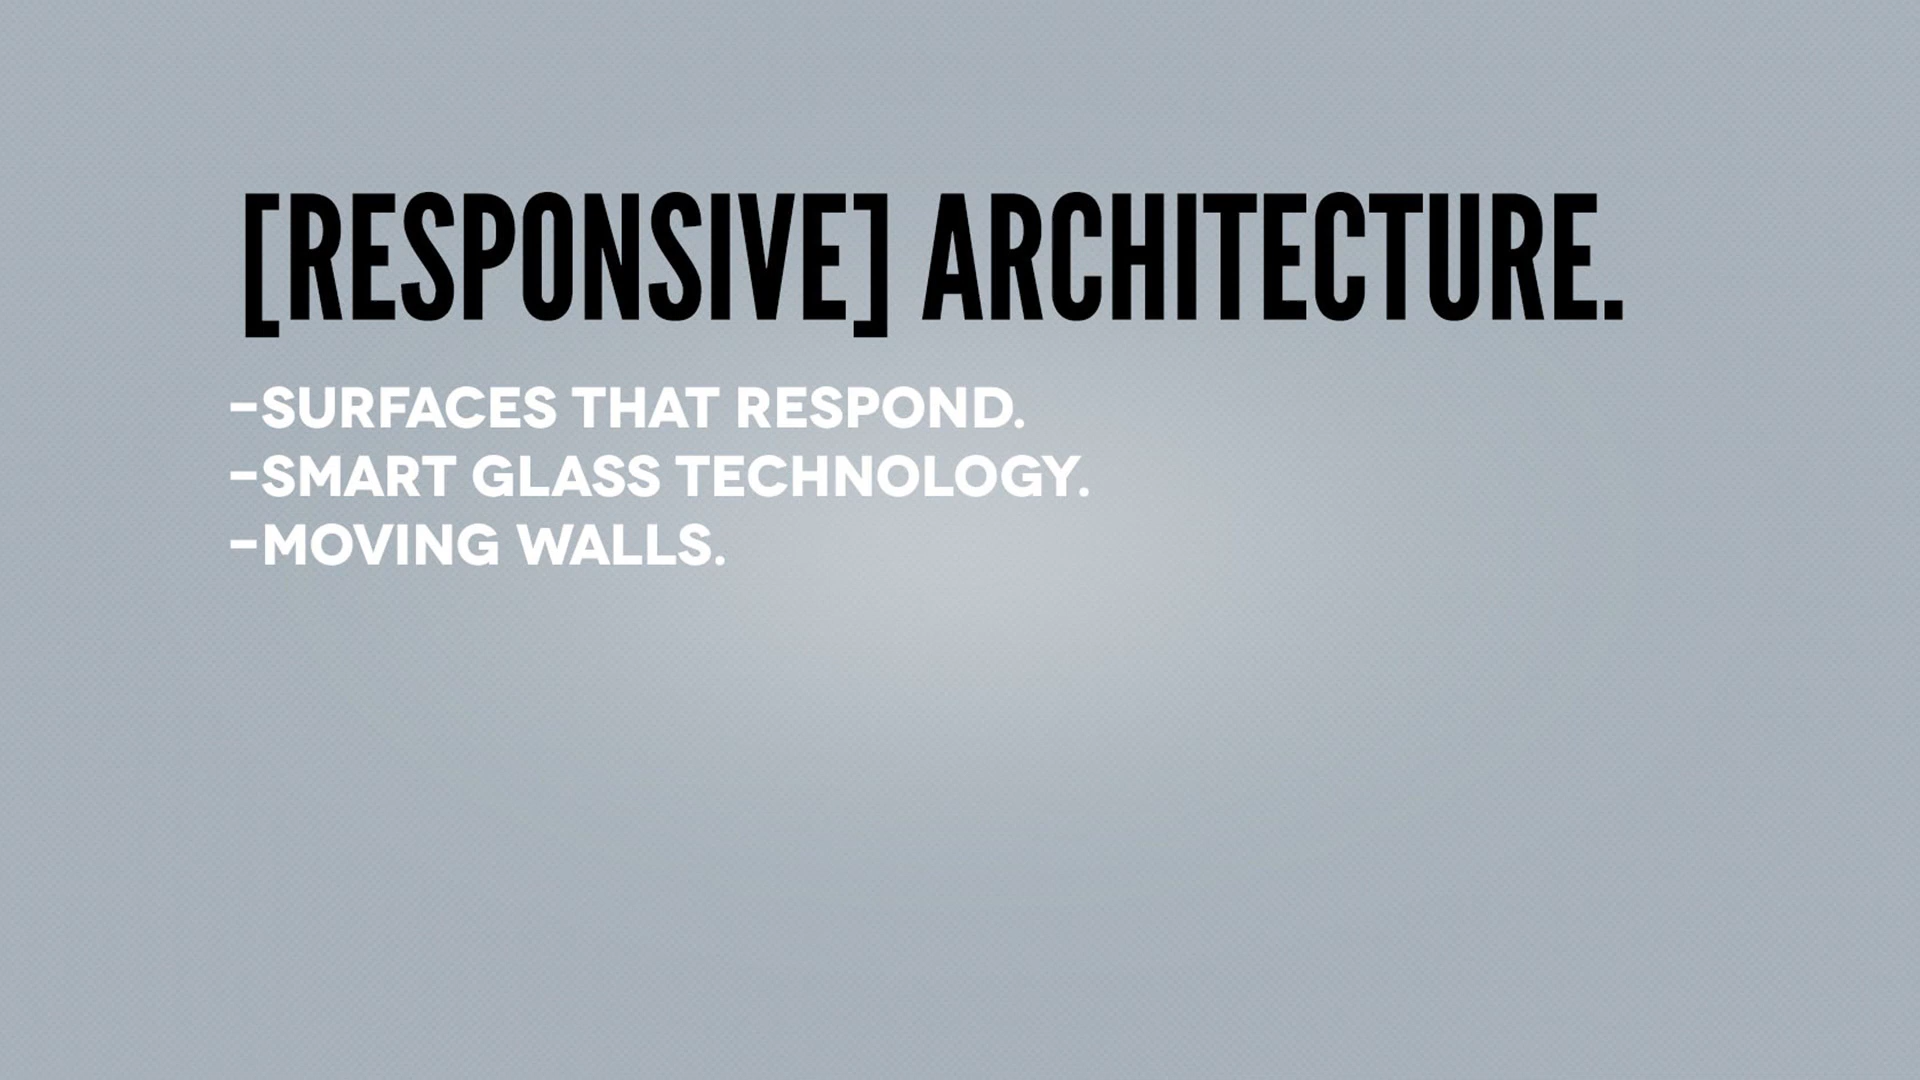 [RESPONSIVE] ARCHITECTURE.
-SURFACES THAT RESPOND.
-SMART GLASS TECHNOLOGY.
-MOVING WALLS.